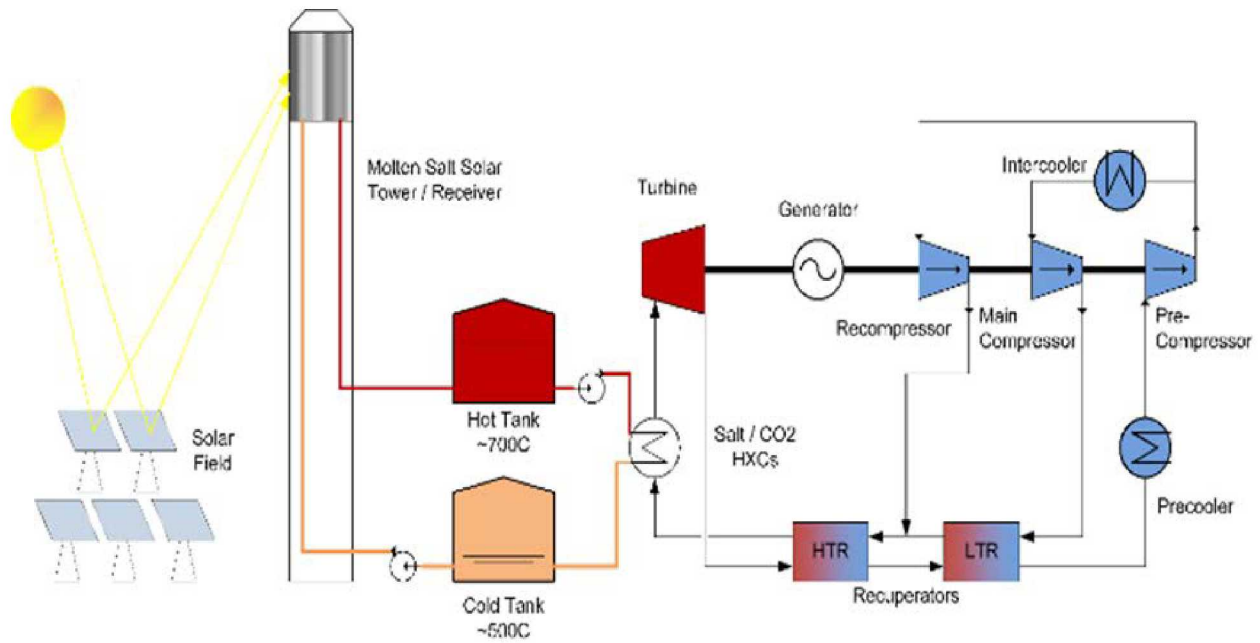 Molten Salt Solar
Tower / Receiver
Turbine
Generator
Intercooler
Recompressor
Main
Compressor
Pre-
Compressor
Solar
Field
Hot Tank
~700C
Salt / CO2
HXCs
Precooler
HTR
LTR
Recuperators
Cold Tank
~500C